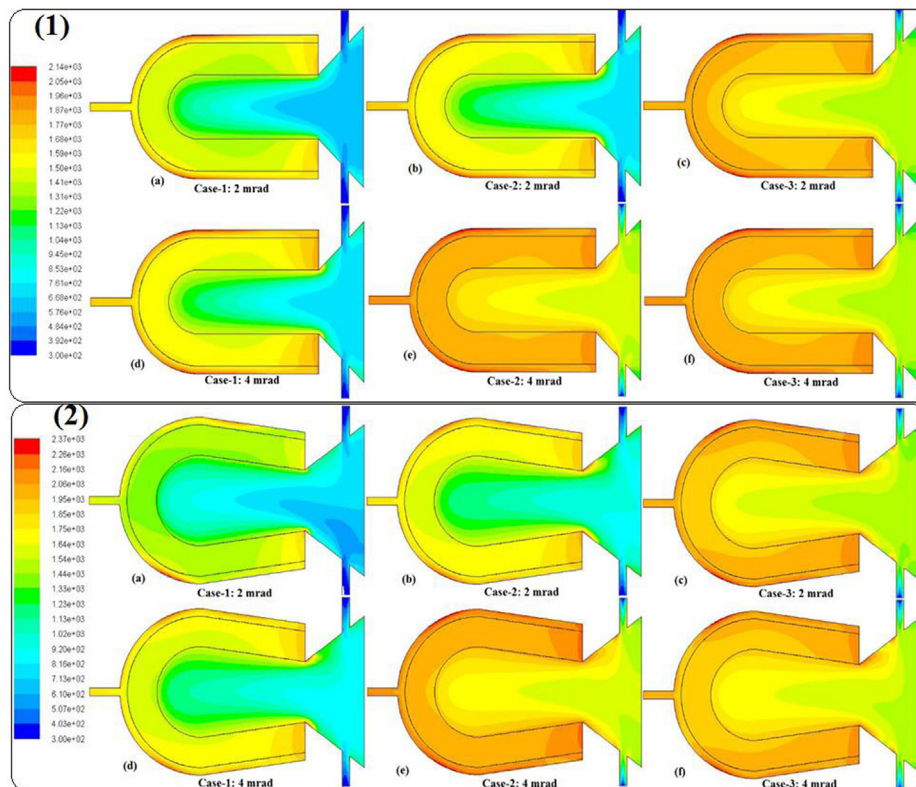 (1)
2.14e+03
2.05e+03
1.96e+03
1.87e+03
1.77e+03
1.68e+03
1.59e+03
1.50e+03
1.41e+03
1.31e+03
1.22e+03
1.13e+03
1.04e+03
9.45e+02
8.53e+02
7.61e+02
6.68e+02
5.76e+02
4.84e+02
3.92e+02
3.00e+02
(a)
Case-1: 2 mrad
(b)
Case-2: 2 mrad
(c)
Case-3: 2 mrad
(d)
Case-1: 4 mrad
(e)
Case-2: 4 mrad
(f)
Case-3: 4 mrad
(2)
2.37e+03
2.26e+03
2.16e+03
2.06e+03
1.95e+03
1.85e+03
1.75e+03
1.64e+03
1.54e+03
1.44e+03
1.33e+03
1.23e+03
1.13e+03
1.02e+03
9.20e+02
8.16e+02
7.13e+02
6.10e+02
5.07e+02
4.03e+02
3.00e+02
(a)
Case-1: 2 mrad
(b)
Case-2: 2 mrad
(c)
Case-3: 2 mrad
(d)
Case-1: 4 mrad
(e)
Case-2: 4 mrad
(f)
Case-3: 4 mrad